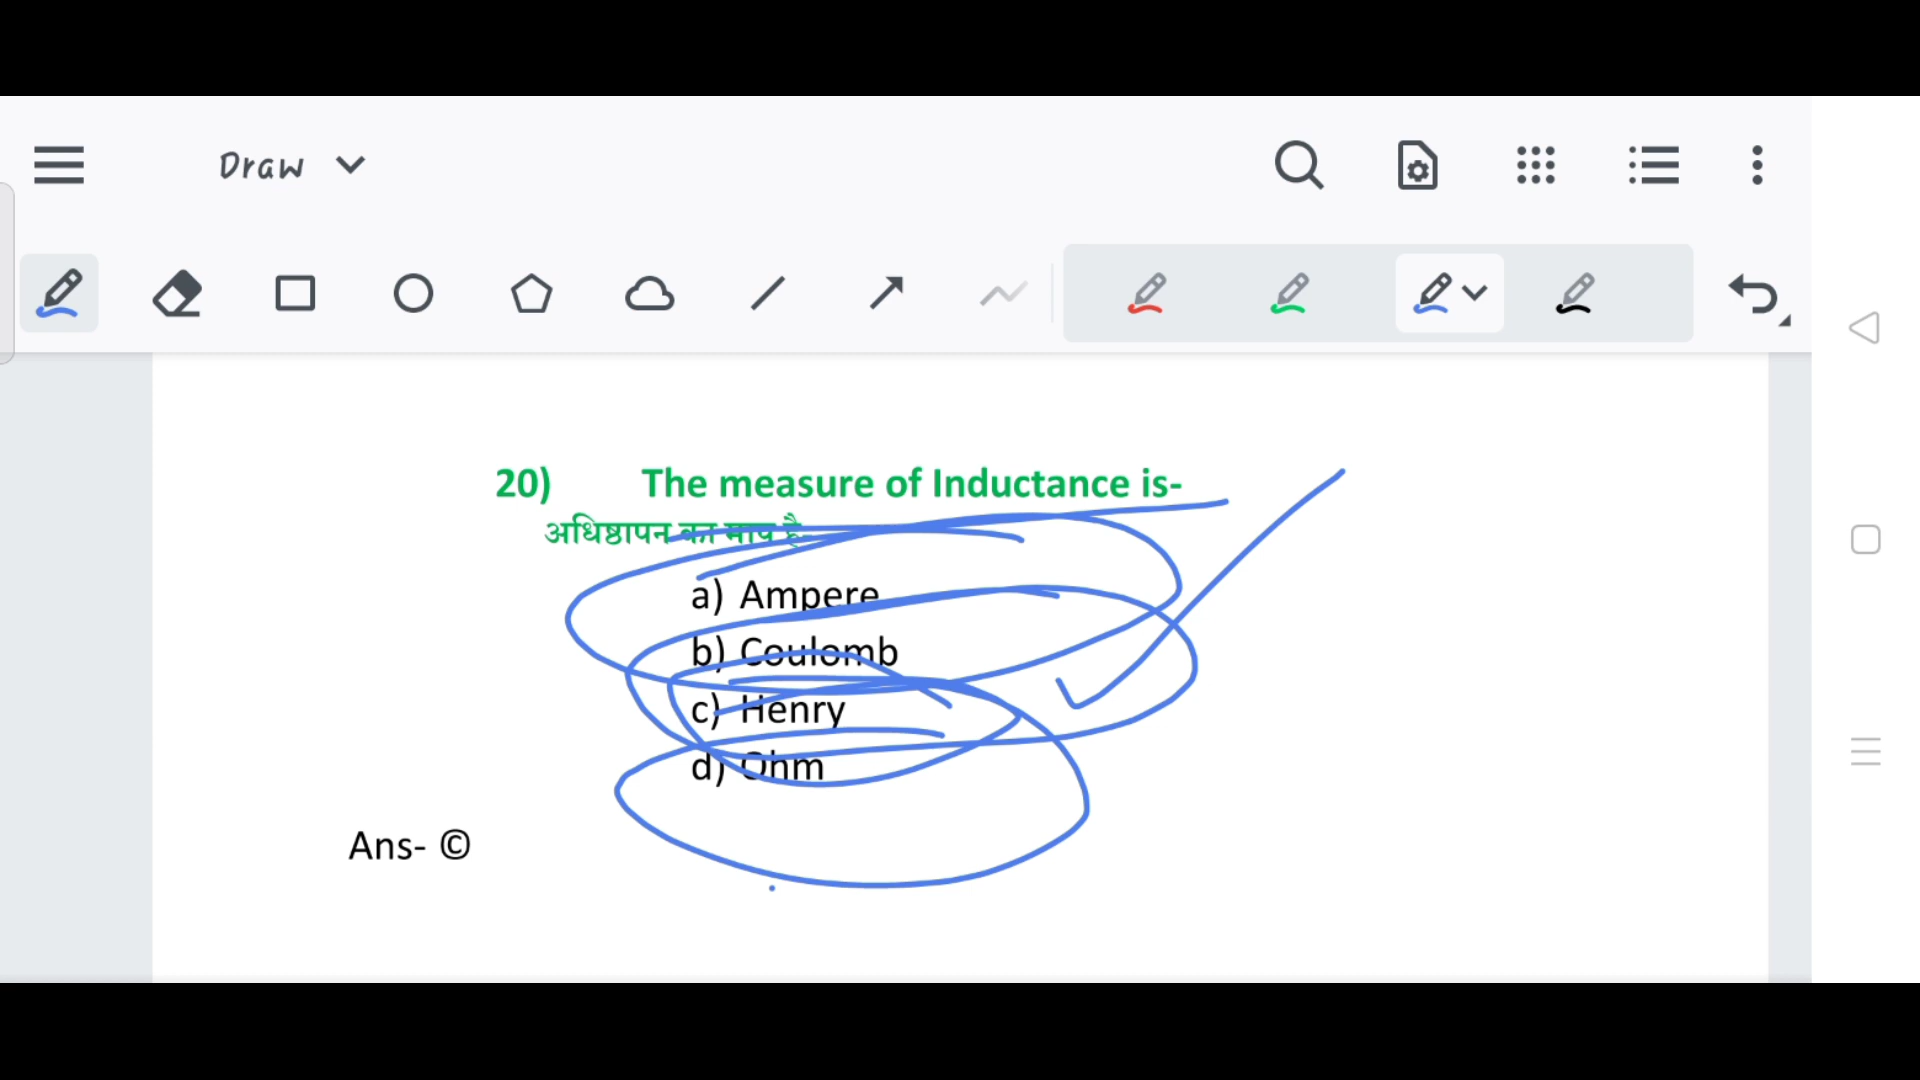 Draw
20) The measure of Inductance is-
अधिष्ठापन का माप है-
a) Ampere
b) Coulomb
c) Henry
d) Ohm
Ans- ©